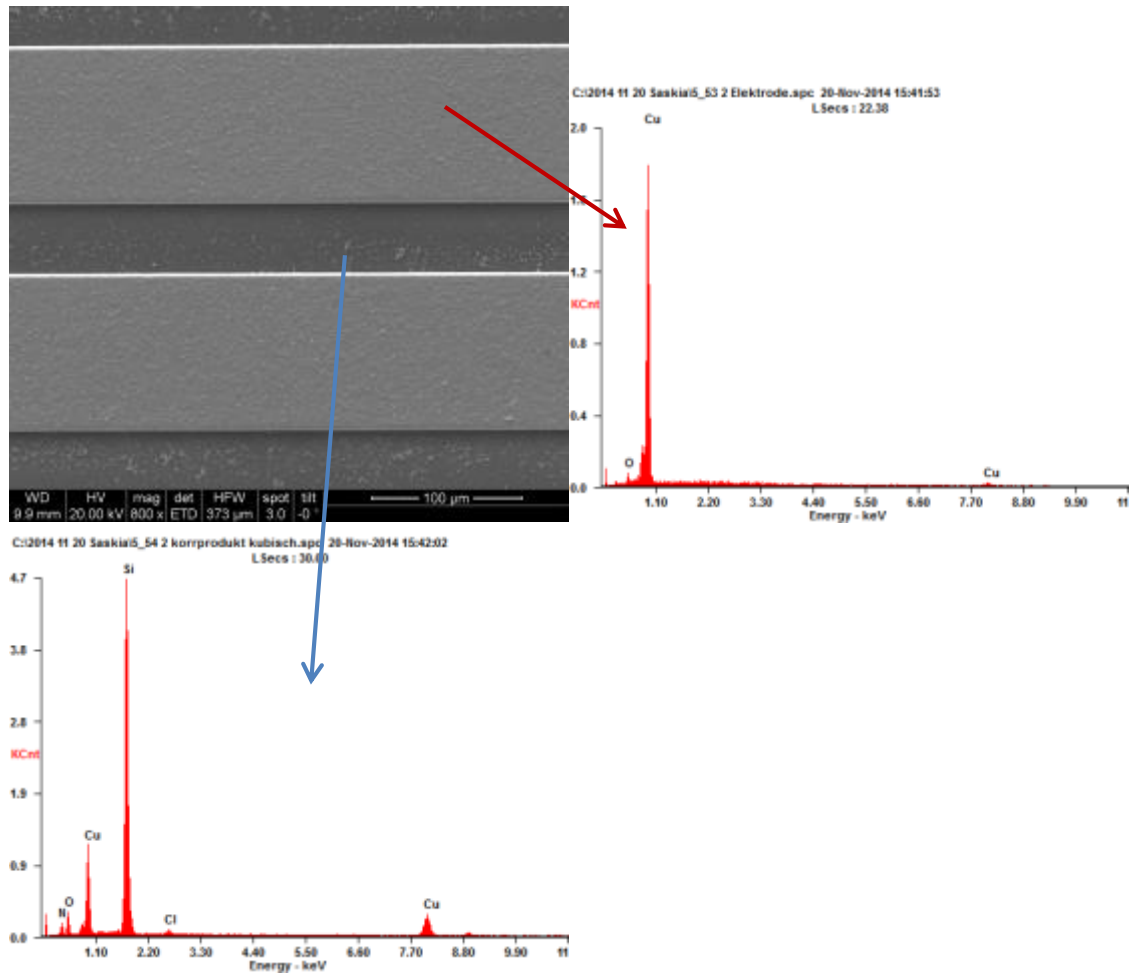 WD HV mag det HFW spot tilt 100 µm
9.9 mm 20.00 kV 800 x ETD 373 µm 3.0 -0 °
C:\2014 11 20 Saskia\5_53 2 Elektrode.spc 20-Nov-2014 15:41:53
LSecs : 22.38
Cu
2.0
1.2
KCnt
0.8
0.4
O
Cu
0.0
1.10 2.20 3.30 4.40 5.50 6.60 7.70 8.80 9.90 11
Energy - keV
C:\2014 11 20 Saskia\5_54 2 korrprodukt kubisch.spc 20-Nov-2014 15:42:02
LSecs : 30.00
Si
4.7
3.8
2.8
KCnt
1.9
Cu
0.9
N O
Cl
Cu
0.0
1.10 2.20 3.30 4.40 5.50 6.60 7.70 8.80 9.90 11
Energy - keV